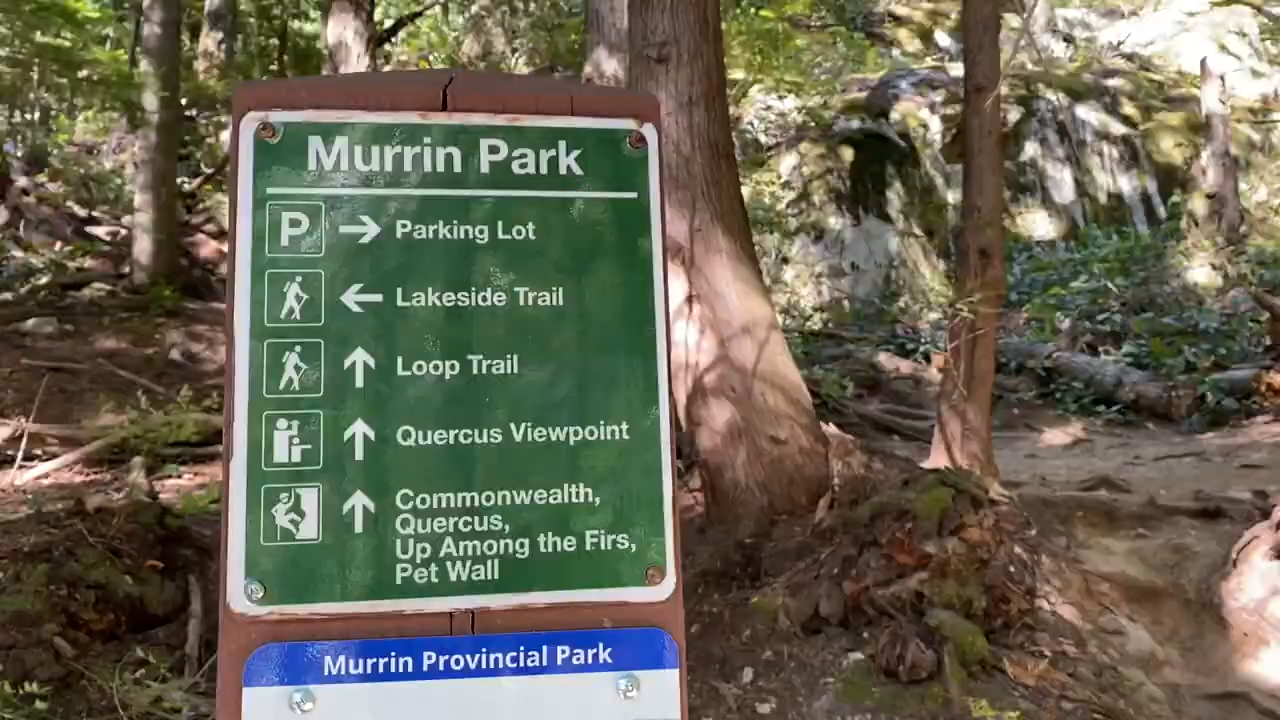 Murrin Park
P → Parking Lot
← Lakeside Trail
↑ Loop Trail
↑ Quercus Viewpoint
↑ Commonwealth,
Quercus,
Up Among the Firs,
Pet Wall
Murrin Provincial Park